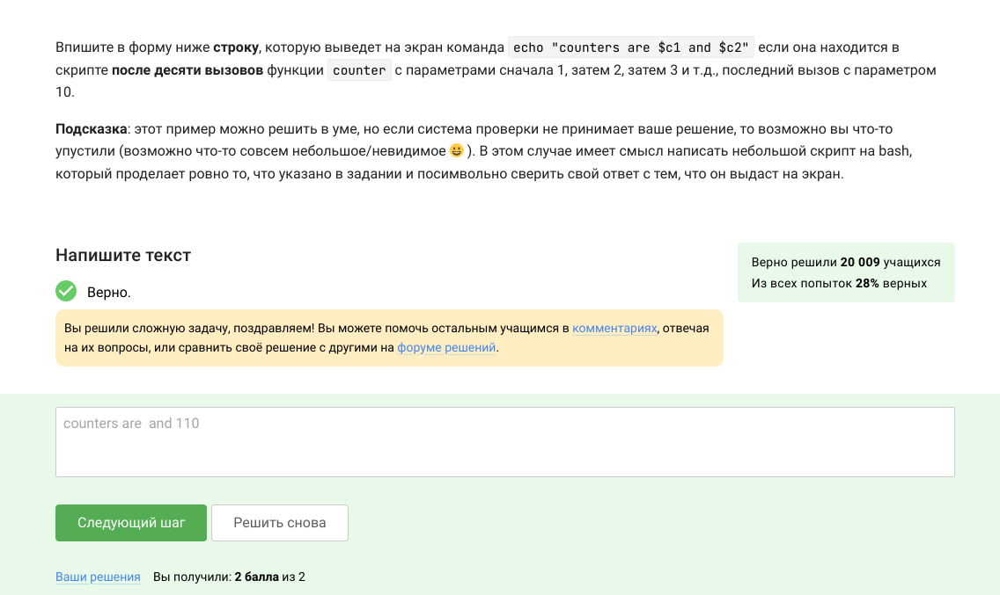 Впишите в форму ниже строку, которую выведет на экран команда echo "counters are $c1 and $c2" если она находится в
скрипте после десяти вызовов функции counter с параметрами сначала 1, затем 2, затем 3 и т.д., последний вызов с параметром
10.
Подсказка: этот пример можно решить в уме, но если система проверки не принимает ваше решение, то возможно вы что-то
упустили (возможно что-то совсем небольшое/невидимое 😀 ). В этом случае имеет смысл написать небольшой скрипт на bash,
который проделает ровно то, что указано в задании и посимвольно сверить свой ответ с тем, что он выдаст на экран.
Напишите текст
Верно решили 20 009 учащихся
Из всех попыток 28% верных
Верно.
Вы решили сложную задачу, поздравляем! Вы можете помочь остальным учащимся в комментариях, отвечая
на их вопросы, или сравнить своё решение с другими на форуме решений.
counters are  and 110
Следующий шаг
Решить снова
Ваши решения Вы получили: 2 балла из 2